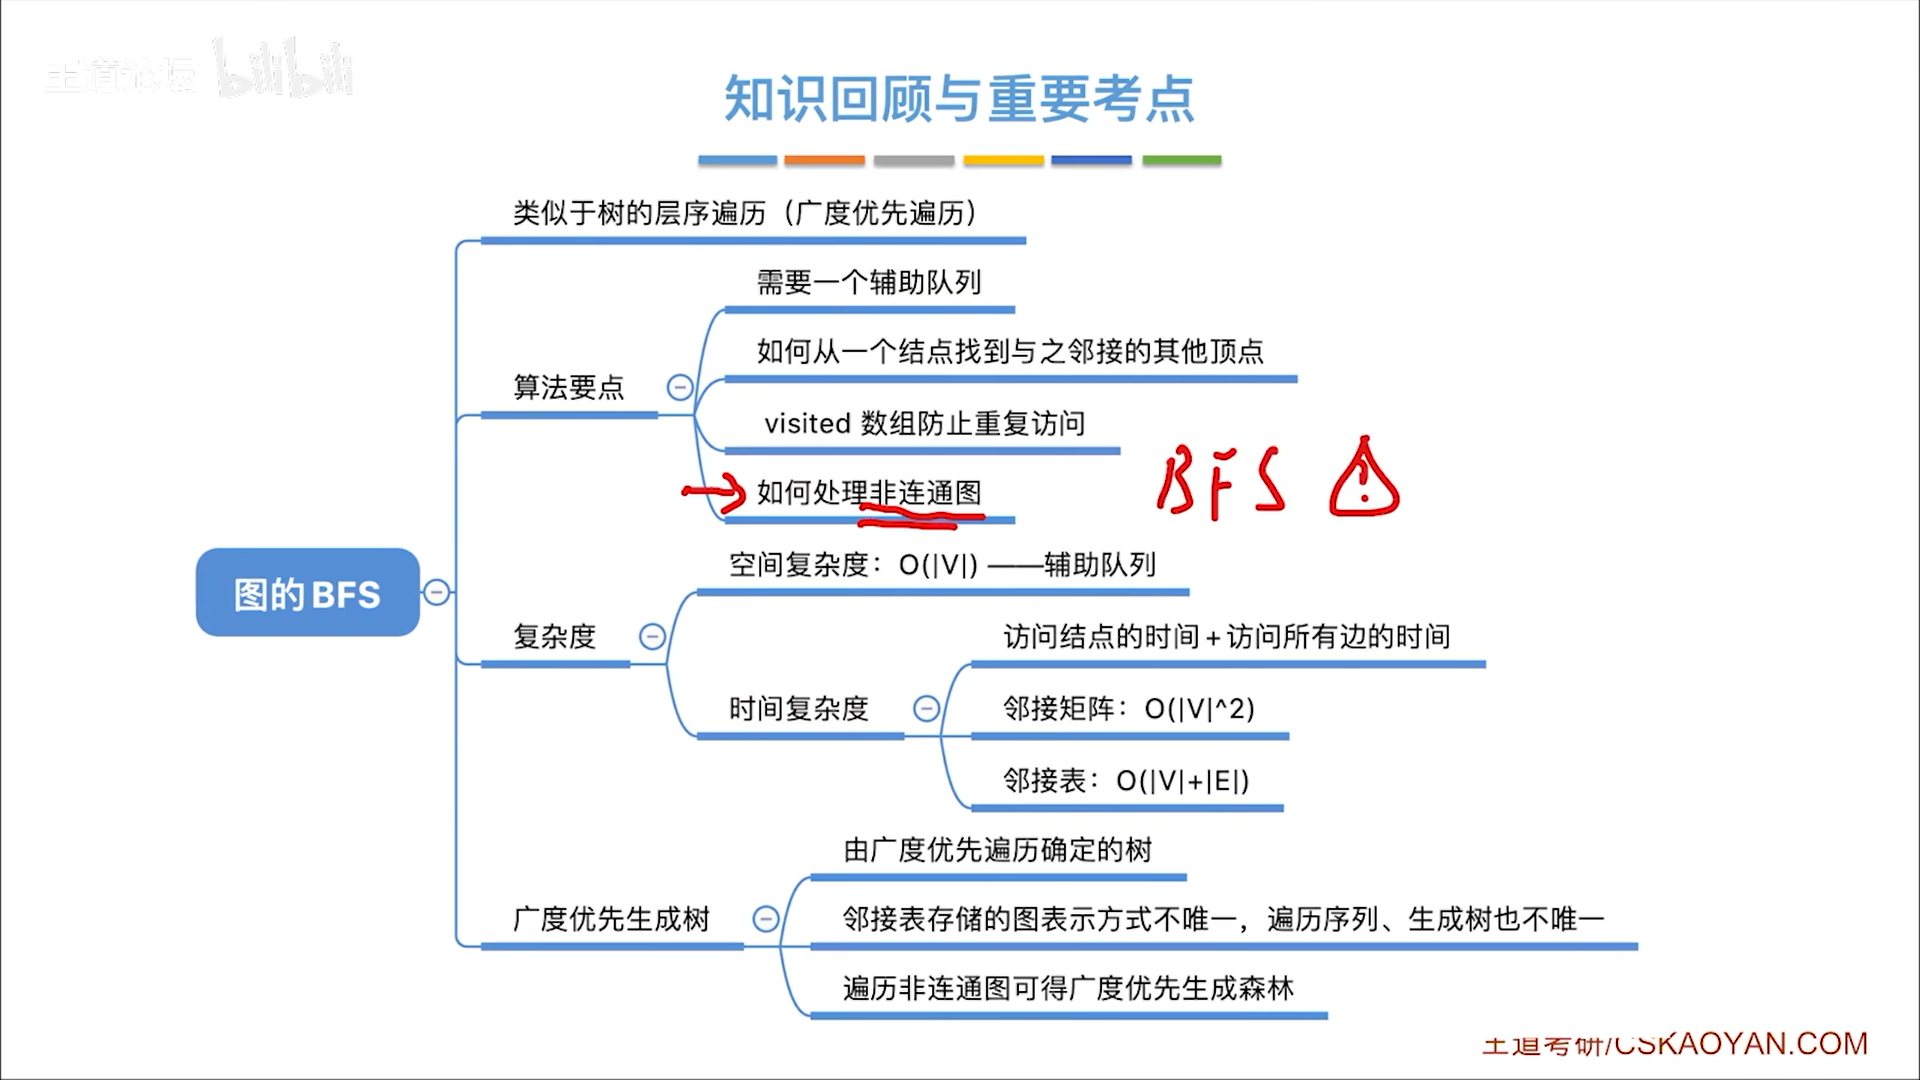 王道论坛 bilibili
知识回顾与重要考点
类似于树的层序遍历（广度优先遍历）
需要一个辅助队列
如何从一个结点找到与之邻接的其他顶点
算法要点
visited 数组防止重复访问
如何处理非连通图
BFS
空间复杂度：O(|V|) ——辅助队列
图的BFS
复杂度
访问结点的时间+访问所有边的时间
时间复杂度
邻接矩阵：O(|V|^2)
邻接表：O(|V|+|E|)
由广度优先遍历确定的树
广度优先生成树
邻接表存储的图表示方式不唯一，遍历序列、生成树也不唯一
遍历非连通图可得广度优先生成森林
王道考研/CSKAOYAN.COM